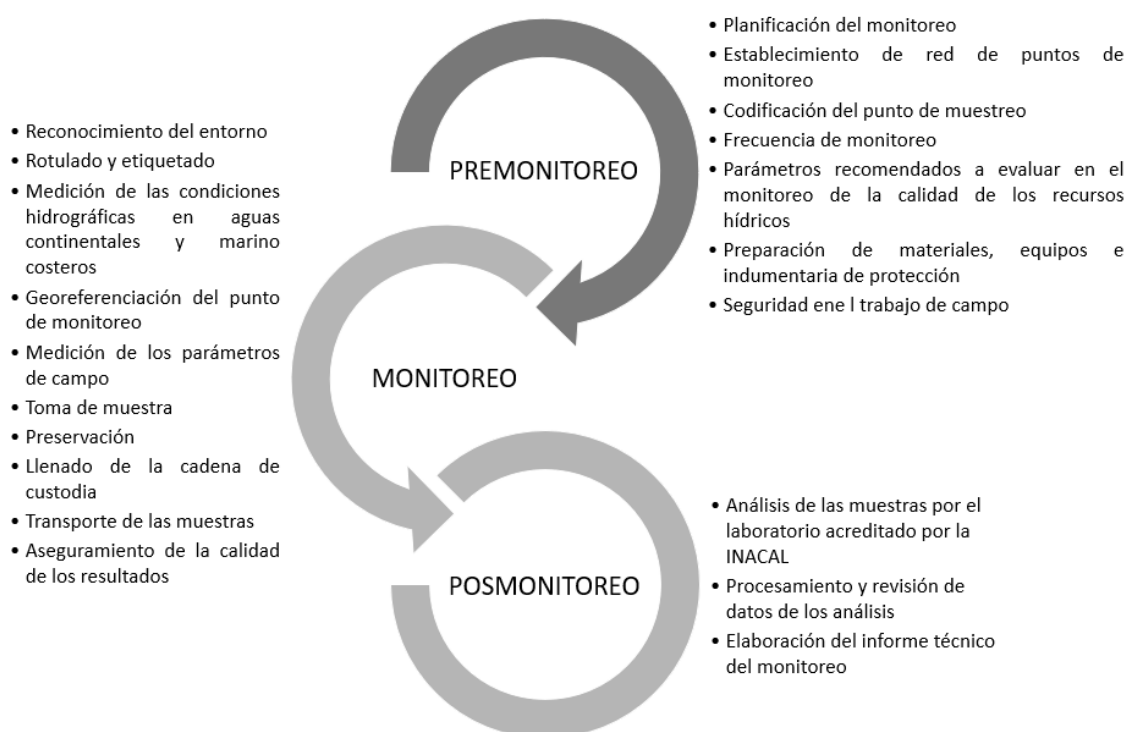 • Planificación del monitoreo
• Establecimiento de red de puntos de
monitoreo
• Codificación del punto de muestreo
• Frecuencia de monitoreo
• Parámetros recomendados a evaluar en el
monitoreo de la calidad de los recursos
hídricos
• Preparación de materiales, equipos e
indumentaria de protección
• Seguridad ene l trabajo de campo
PREMONITOREO
• Reconocimiento del entorno
• Rotulado y etiquetado
• Medición de las condiciones
hidrográficas en aguas
continentales y marino
costeros
• Georeferenciación del punto
de monitoreo
• Medición de los parámetros
de campo
• Toma de muestra
• Preservación
• Llenado de la cadena de
custodia
• Transporte de las muestras
• Aseguramiento de la calidad
de los resultados
MONITOREO
POSMONITOREO
• Análisis de las muestras por el
laboratorio acreditado por la
INACAL
• Procesamiento y revisión de
datos de los análisis
• Elaboración del informe técnico
del monitoreo